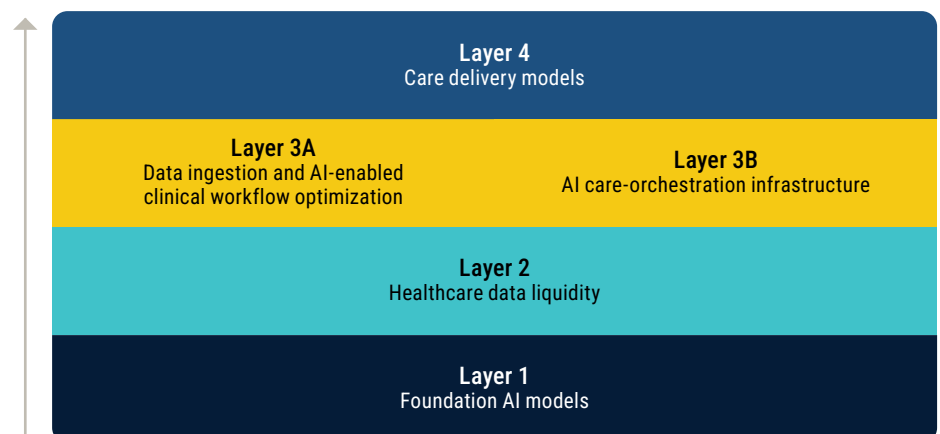 Layer 4
Care delivery models
Layer 3A
Data ingestion and AI-enabled
clinical workflow optimization
Layer 3B
AI care-orchestration infrastructure
Layer 2
Healthcare data liquidity
Layer 1
Foundation AI models